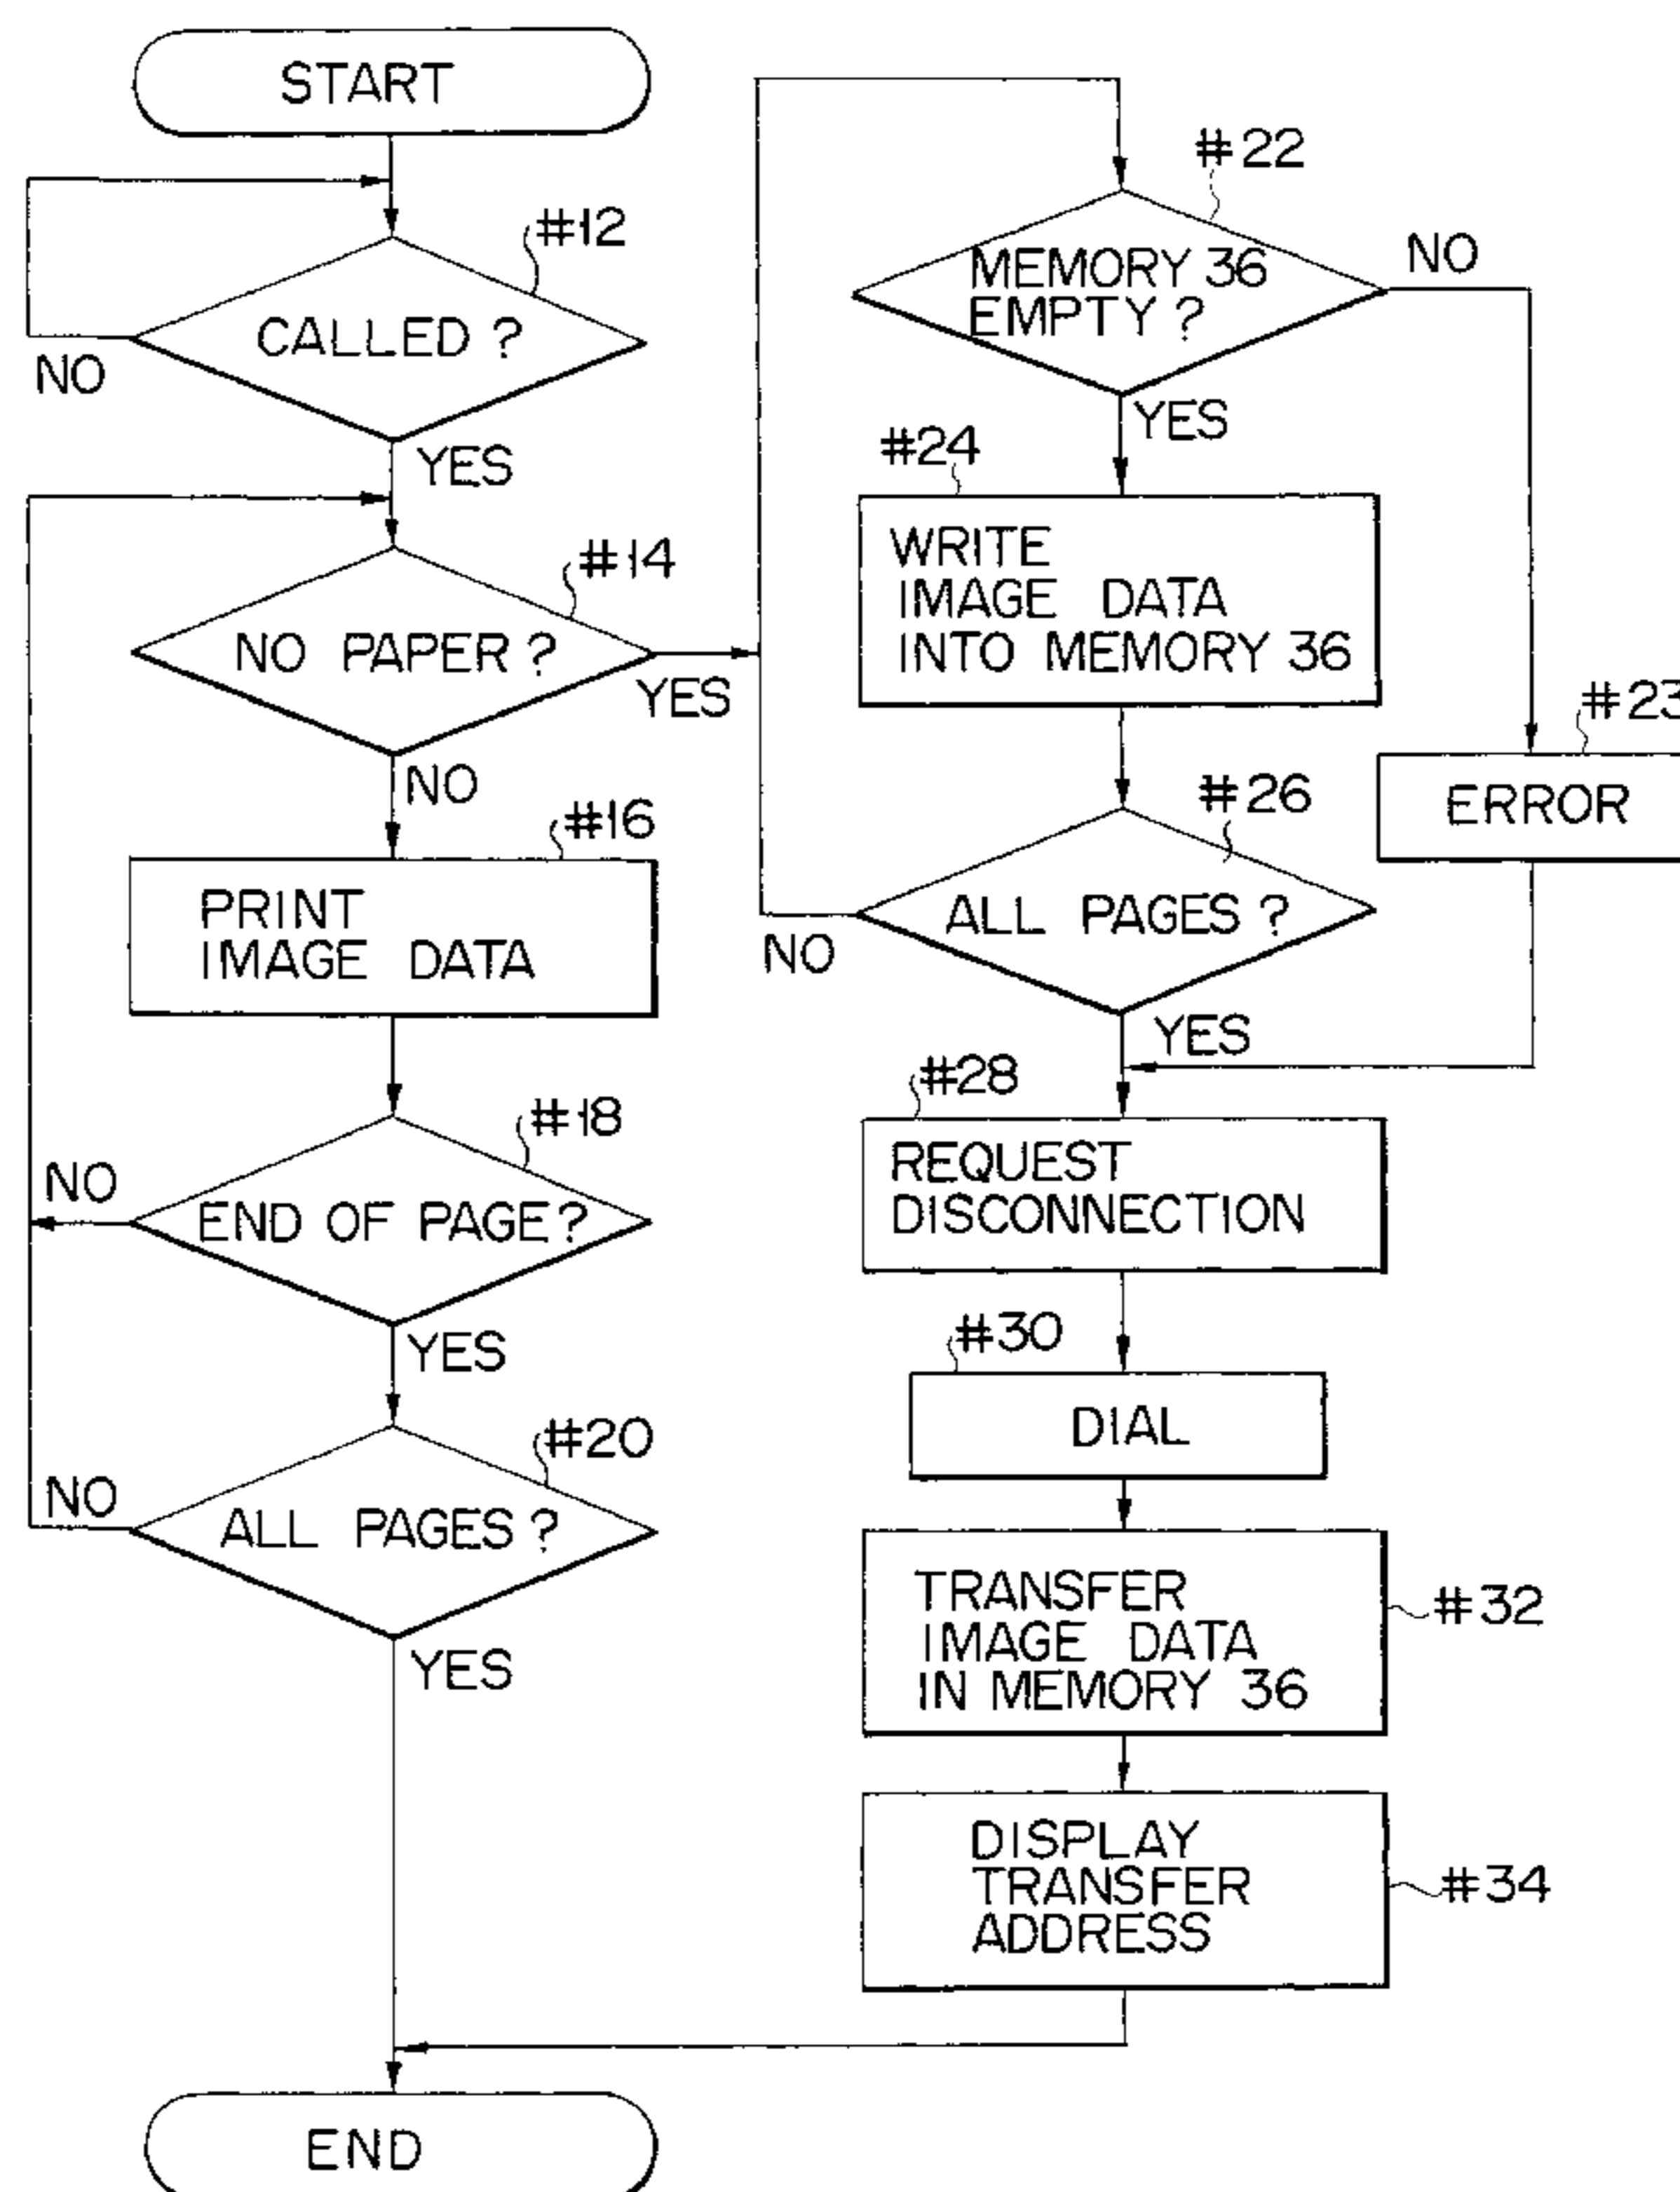 START
#12
CALLED ?
NO
YES
#14
NO PAPER ?
YES
NO
#16
PRINT
IMAGE DATA
#18
NO
END OF PAGE?
YES
#20
NO
ALL PAGES ?
YES
END
#22
MEMORY 36
EMPTY ?
NO
YES
#24
WRITE
IMAGE DATA
INTO MEMORY 36
#23
ERROR
#26
ALL PAGES ?
NO
YES
#28
REQUEST
DISCONNECTION
#30
DIAL
TRANSFER
IMAGE DATA
IN MEMORY 36
#32
DISPLAY
TRANSFER
ADDRESS
#34